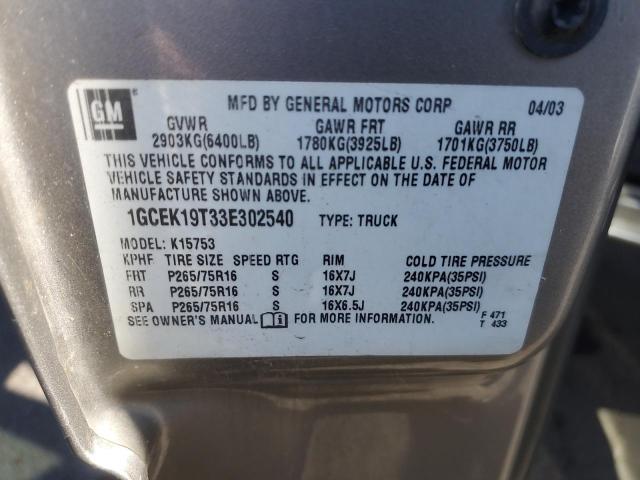 GM ®
MFD BY GENERAL MOTORS CORP 04/03
GVWR GAWR FRT GAWR RR
2903KG(6400LB) 1780KG(3925LB) 1701KG(3750LB)
THIS VEHICLE CONFORMS TO ALL APPLICABLE U.S. FEDERAL MOTOR
VEHICLE SAFETY STANDARDS IN EFFECT ON THE DATE OF
MANUFACTURE SHOWN ABOVE.
1GCEK19T33E302540 TYPE: TRUCK
MODEL: K15753
KPHF TIRE SIZE SPEED RTG RIM COLD TIRE PRESSURE
FRT P265/75R16 S 16X7J 240KPA(35PSI)
RR P265/75R16 S 16X7J 240KPA(35PSI)
SPA P265/75R16 S 16X6.5J 240KPA(35PSI)
SEE OWNER'S MANUAL i FOR MORE INFORMATION.
F 471
T 433